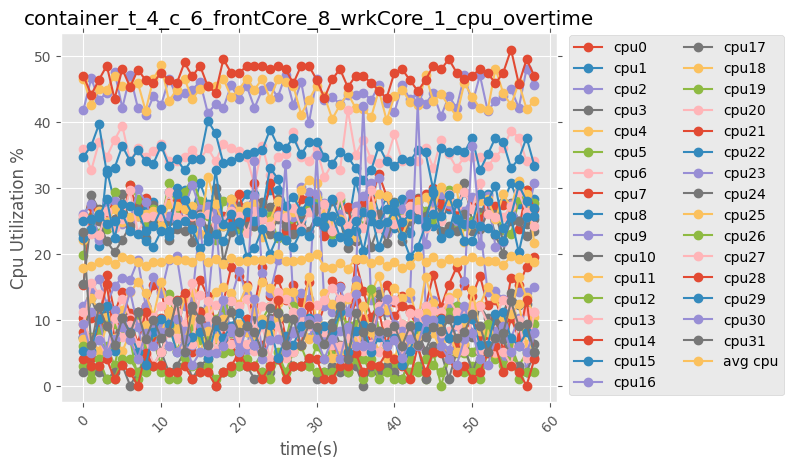 container_t_4_c_6_frontCore_8_wrkCore_1_cpu_overtime
Cpu Utilization %
50
40
30
20
10
0
0
10
20
30
40
50
60
time(s)
cpu0
cpu1
cpu2
cpu3
cpu4
cpu5
cpu6
cpu7
cpu8
cpu9
cpu10
cpu11
cpu12
cpu13
cpu14
cpu15
cpu16
cpu17
cpu18
cpu19
cpu20
cpu21
cpu22
cpu23
cpu24
cpu25
cpu26
cpu27
cpu28
cpu29
cpu30
cpu31
avg cpu